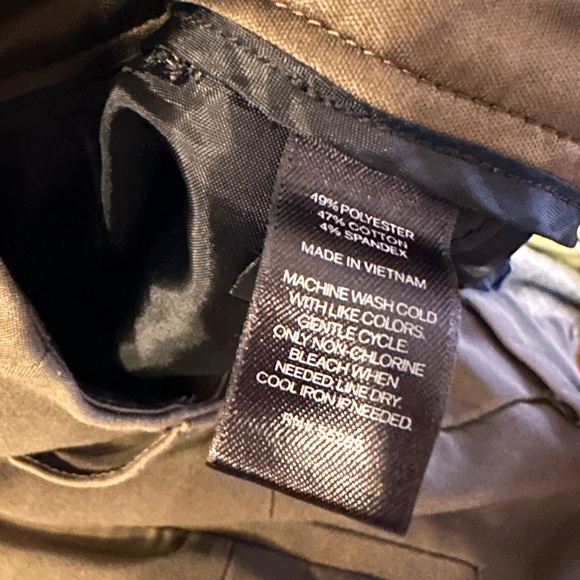 49% POLYESTER
47% COTTON
4% SPANDEX
MADE IN VIETNAM
MACHINE WASH COLD
WITH LIKE COLORS.
GENTLE CYCLE.
ONLY NON-CHLORINE
BLEACH WHEN
NEEDED. LINE DRY.
COOL IRON IF NEEDED.